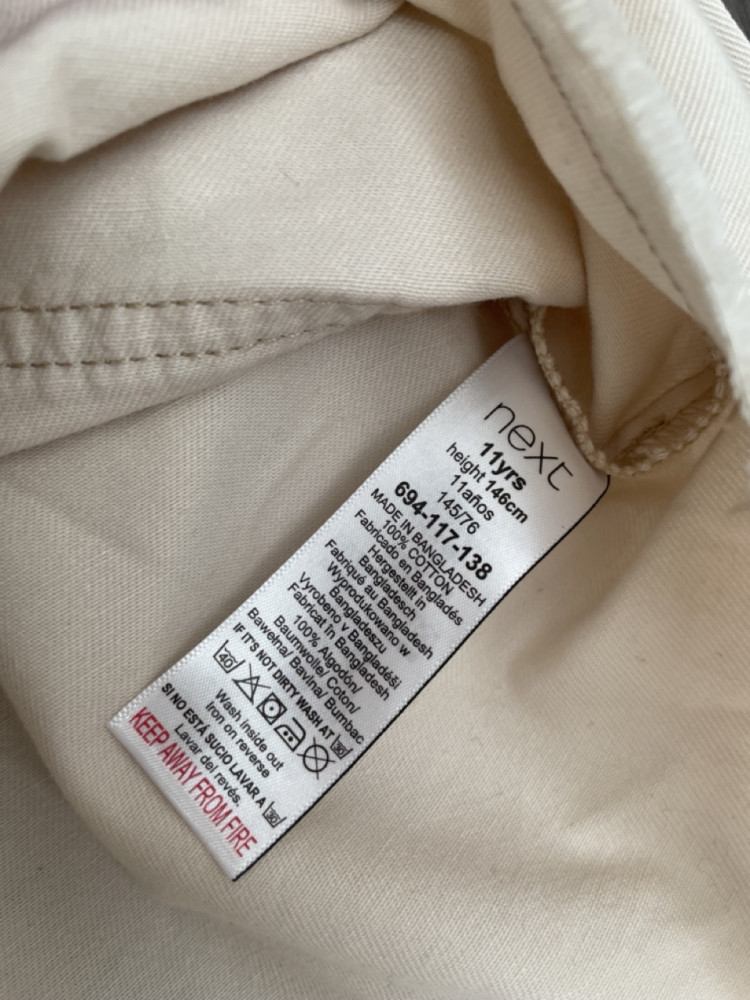 next
11yrs
height 146cm
11años
145/76
694-117-138
MADE IN BANGLADESH
100% COTTON
Fabricado en Bangladés
Hergestellt in
Bangladesch
Fabriqué au Bangladesh
Wyprodukowano w
Bangladeszu
Vyrobeno v Bangladéši
Fabricat în Bangladesh
100% Algodón/
Baumwolle/ Coton/
Bawełna/ Bavlna/ Bumbac
IF IT'S NOT DIRTY WASH AT 30
40
Wash inside out
Iron on reverse
SI NO ESTÁ SUCIO LAVAR A 30
Lavar del revés.
KEEP AWAY FROM FIRE